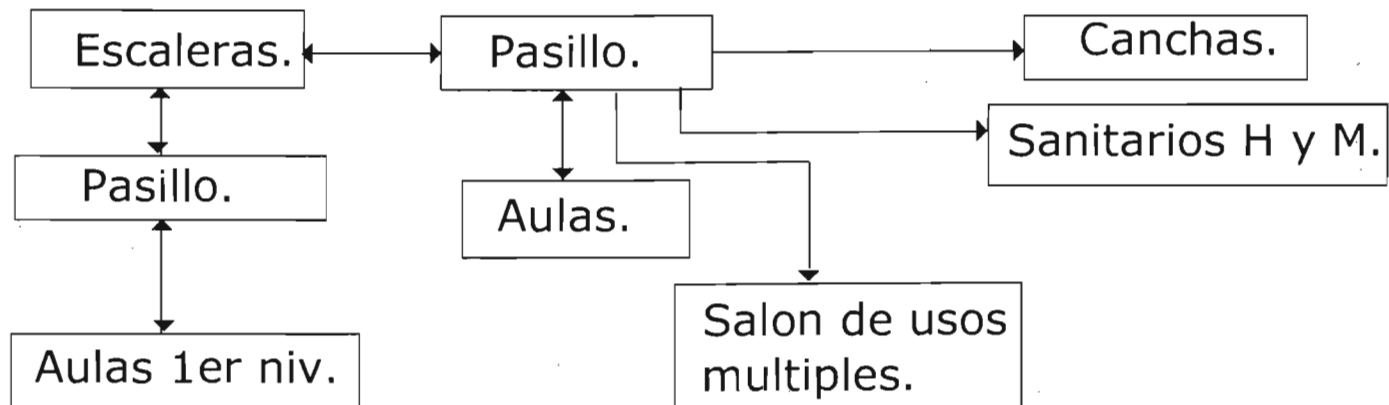 Escaleras.
Pasillo.
Canchas.
Sanitarios H y M.
Pasillo.
Aulas.
Salon de usos
multiples.
Aulas 1er niv.